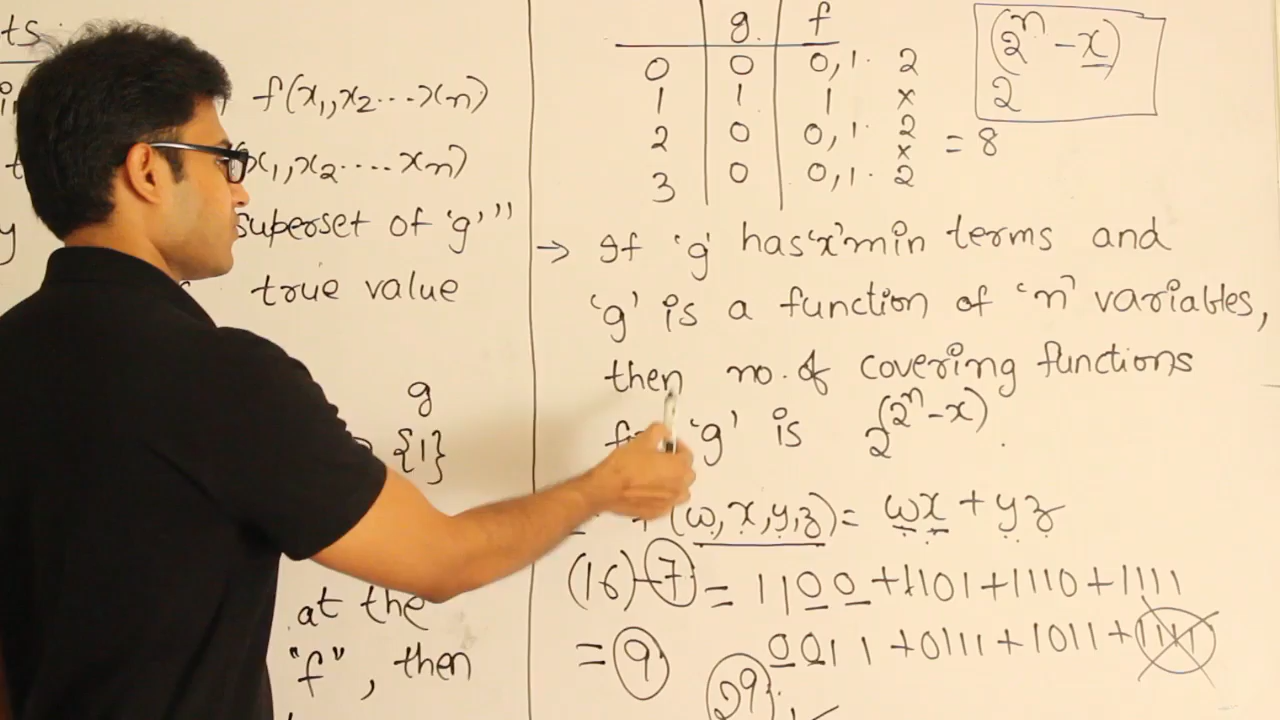 ts
f(x₁,x₂...xn)
x₁,x₂....xn)
superset of 'g'"
true value
g
{1}
at the
"f", then
g f
0 0 0,1. 2
1 1 1 ×
2 0 0,1. 2 = 8
×
3 0 0,1. 2
(2ⁿ - x)
2
→ If 'g' has 'x' min terms and
'g' is a function of 'n' variables,
then no. of covering functions
'g' is 2^(2ⁿ-x).
(w,x,y,z) = wx + yz
(16)-7 = 1100 + 1101 + 1110 + 1111
= 9 0011 + 0111 + 1011 + 1111
29